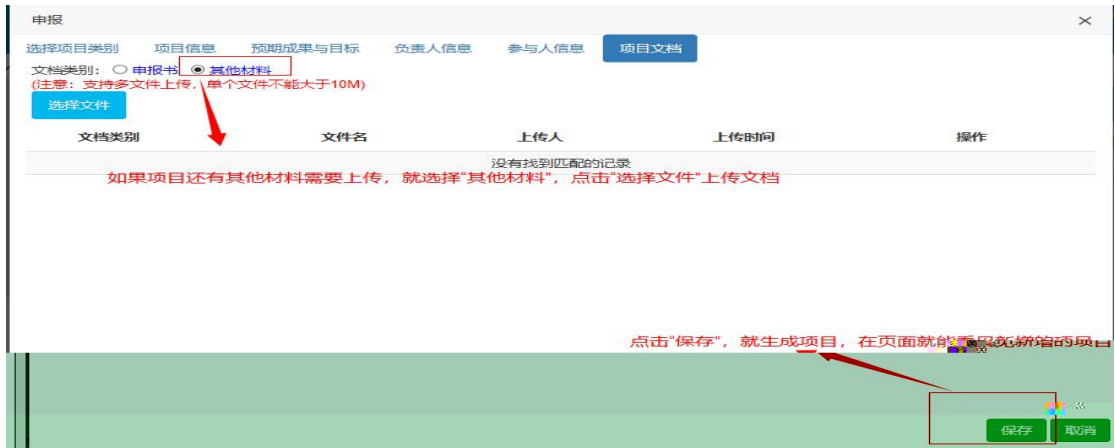 申报 ×
选择项目类别 项目信息 预期成果与目标 负责人信息 参与人信息 项目文档
文档类别: 申报书 其他材料
(注意: 支持多文件上传, 单个文件不能大于10M)
选择文件
文档类别 文件名 上传人 上传时间 操作
没有找到匹配的记录
如果项目还有其他材料需要上传, 就选择"其他材料", 点击"选择文件"上传文档
点击"保存", 就生成项目, 在页面就能看见新增的项目
保存 取消